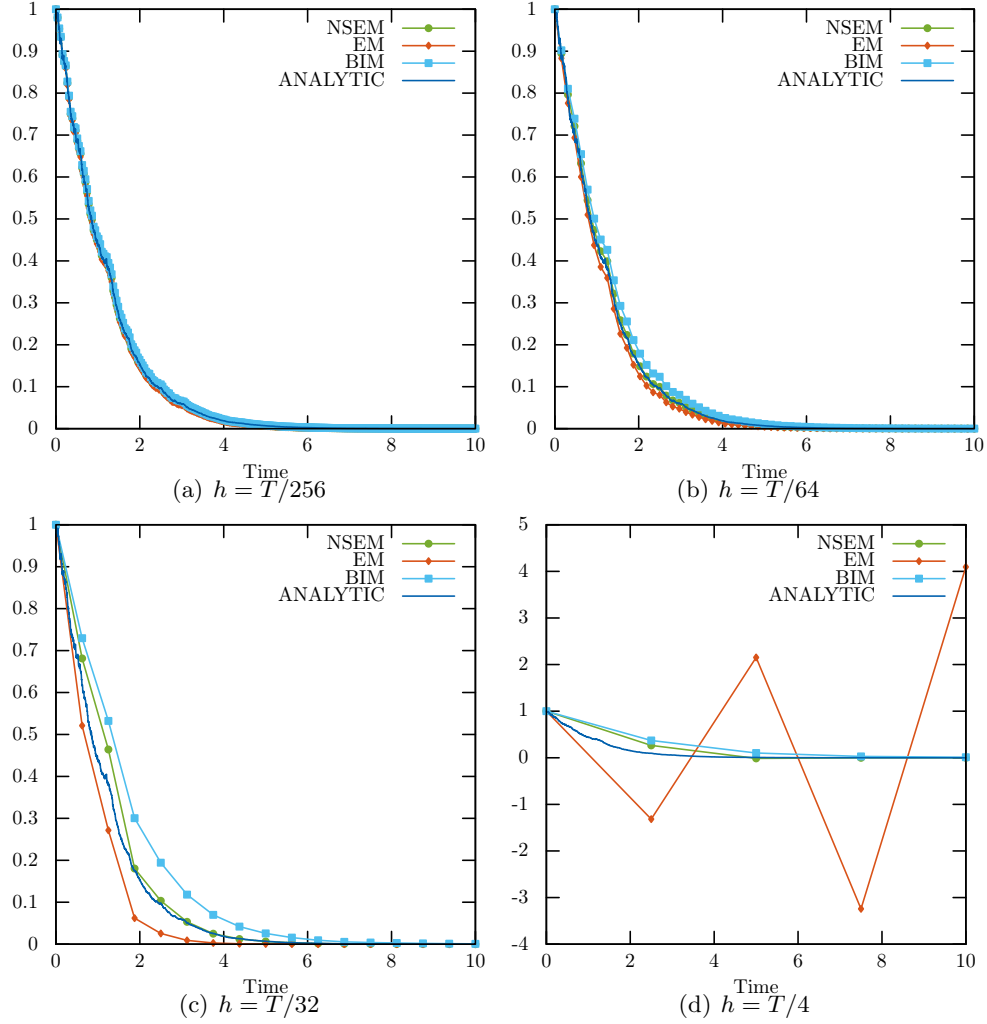 1
0.9
0.8
0.7
0.6
0.5
0.4
0.3
0.2
0.1
0
0 2 4 6 8 10
Time
NSEM
EM
BIM
ANALYTIC
(a) h = T/256
1
0.9
0.8
0.7
0.6
0.5
0.4
0.3
0.2
0.1
0
0 2 4 6 8 10
Time
NSEM
EM
BIM
ANALYTIC
(b) h = T/64
1
0.9
0.8
0.7
0.6
0.5
0.4
0.3
0.2
0.1
0
0 2 4 6 8 10
Time
NSEM
EM
BIM
ANALYTIC
(c) h = T/32
5
4
3
2
1
0
-1
-2
-3
-4
0 2 4 6 8 10
Time
NSEM
EM
BIM
ANALYTIC
(d) h = T/4